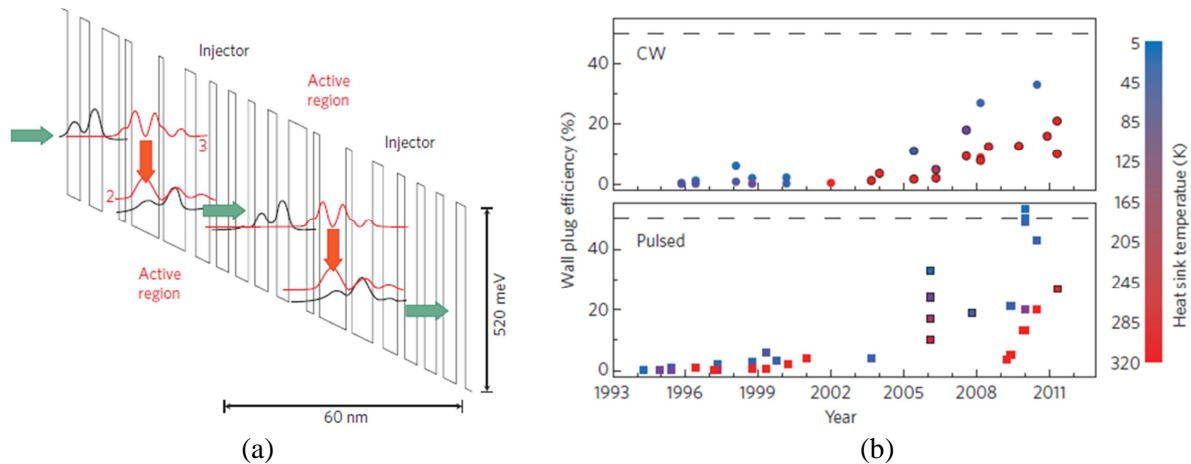 Injector
Active
region
Injector
3
2
Active
region
520 meV
60 nm
(a)
CW
40
20
0
Pulsed
40
20
0
Wall plug efficiency (%)
1993 1996 1999 2002 2005 2008 2011
Year
5
45
85
125
165
205
245
285
320
Heat sink temperatue (K)
(b)